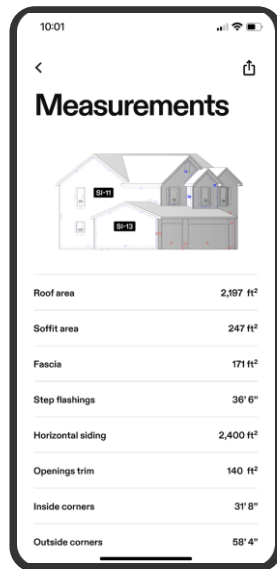 10:01
Measurements
SI-11
SI-13
Roof area 2,197 ft²
Soffit area 247 ft²
Fascia 171 ft²
Step flashings 36' 6"
Horizontal siding 2,400 ft²
Openings trim 140 ft²
Inside corners 31' 8"
Outside corners 58' 4"